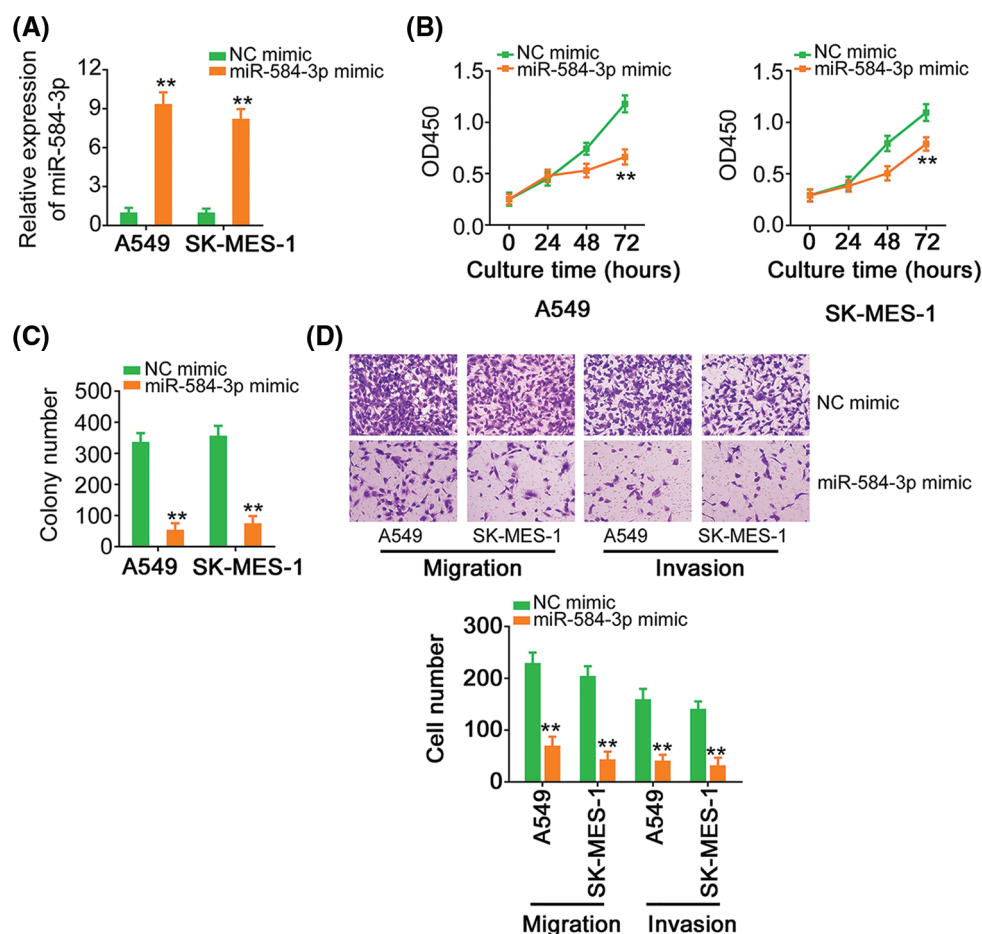 (A)
NC mimic
miR-584-3p mimic
Relative expression
of miR-584-3p
12
9
6
3
0
**
**
A549
SK-MES-1
(B)
NC mimic
miR-584-3p mimic
OD450
1.5
1.0
0.5
0.0
**
0 24 48 72
Culture time (hours)
A549
NC mimic
miR-584-3p mimic
OD450
1.5
1.0
0.5
0.0
**
0 24 48 72
Culture time (hours)
SK-MES-1
(C)
NC mimic
miR-584-3p mimic
Colony number
500
400
300
200
100
0
**
**
A549
SK-MES-1
(D)
NC mimic
miR-584-3p mimic
A549
SK-MES-1
A549
SK-MES-1
Migration
Invasion
NC mimic
miR-584-3p mimic
Cell number
300
200
100
0
**
**
**
**
A549
SK-MES-1
A549
SK-MES-1
Migration
Invasion